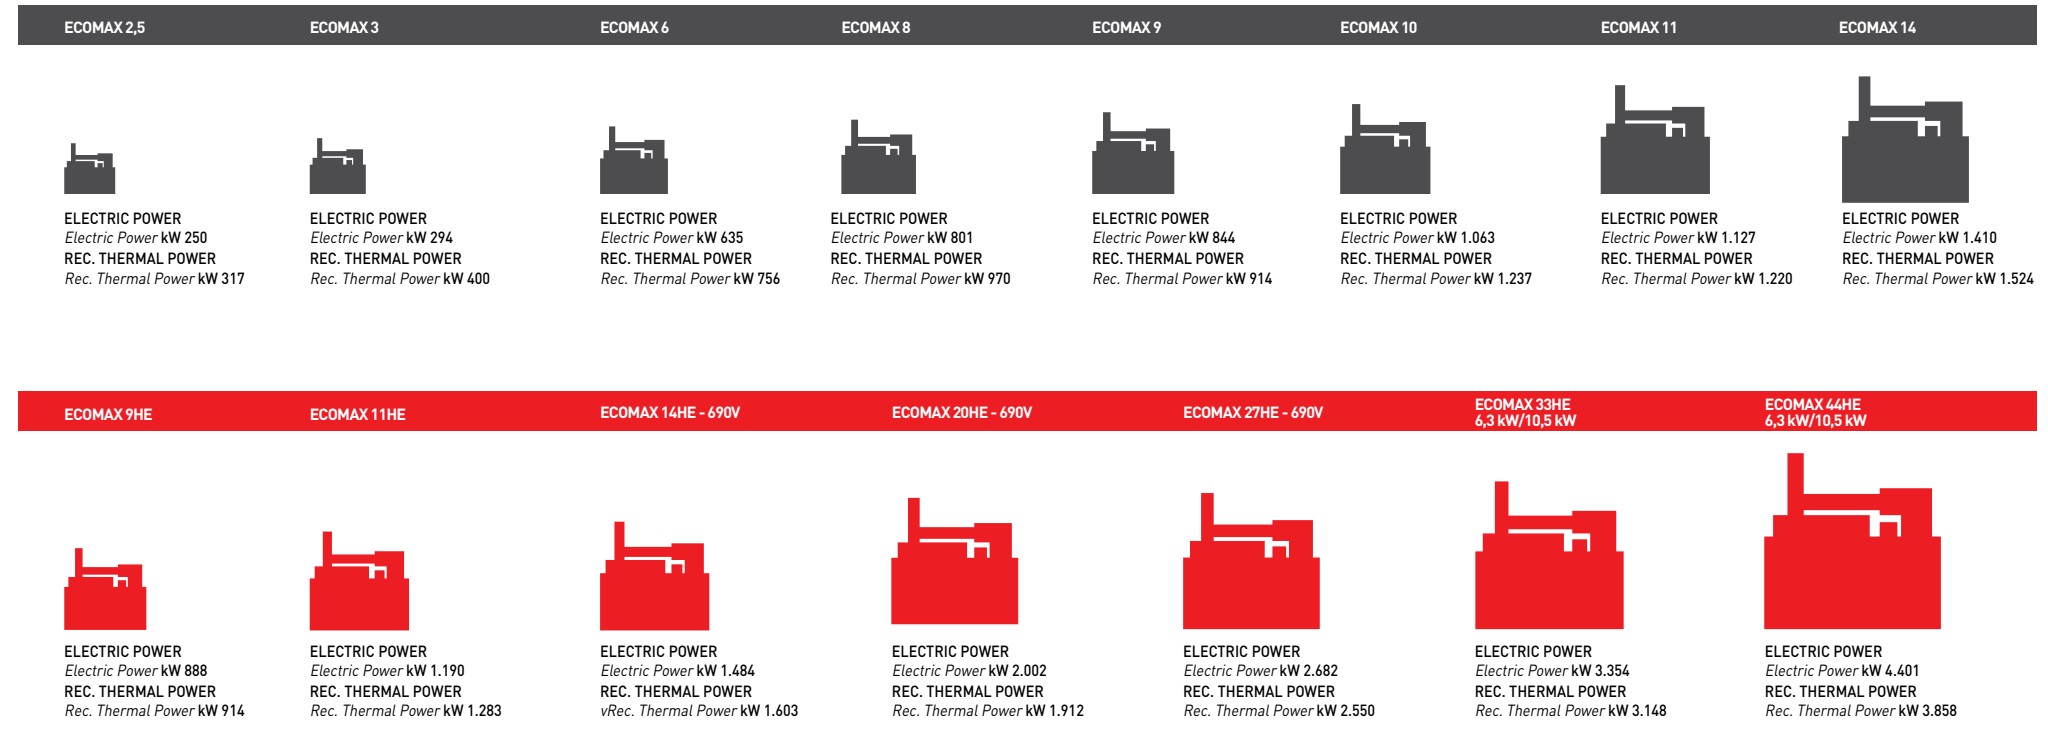 ECOMAX 2,5
ECOMAX 3
ECOMAX 6
ECOMAX 8
ECOMAX 9
ECOMAX 10
ECOMAX 11
ECOMAX 14
ELECTRIC POWER
Electric Power kW 250
REC. THERMAL POWER
Rec. Thermal Power kW 317
ELECTRIC POWER
Electric Power kW 294
REC. THERMAL POWER
Rec. Thermal Power kW 400
ELECTRIC POWER
Electric Power kW 635
REC. THERMAL POWER
Rec. Thermal Power kW 756
ELECTRIC POWER
Electric Power kW 801
REC. THERMAL POWER
Rec. Thermal Power kW 970
ELECTRIC POWER
Electric Power kW 844
REC. THERMAL POWER
Rec. Thermal Power kW 914
ELECTRIC POWER
Electric Power kW 1.063
REC. THERMAL POWER
Rec. Thermal Power kW 1.237
ELECTRIC POWER
Electric Power kW 1.127
REC. THERMAL POWER
Rec. Thermal Power kW 1.220
ELECTRIC POWER
Electric Power kW 1.410
REC. THERMAL POWER
Rec. Thermal Power kW 1.524
ECOMAX 9HE
ECOMAX 11HE
ECOMAX 14HE - 690V
ECOMAX 20HE - 690V
ECOMAX 27HE - 690V
ECOMAX 33HE
6,3 kW/10,5 kW
ECOMAX 44HE
6,3 kW/10,5 kW
ELECTRIC POWER
Electric Power kW 888
REC. THERMAL POWER
Rec. Thermal Power kW 914
ELECTRIC POWER
Electric Power kW 1.190
REC. THERMAL POWER
Rec. Thermal Power kW 1.283
ELECTRIC POWER
Electric Power kW 1.484
REC. THERMAL POWER
vRec. Thermal Power kW 1.603
ELECTRIC POWER
Electric Power kW 2.002
REC. THERMAL POWER
Rec. Thermal Power kW 1.912
ELECTRIC POWER
Electric Power kW 2.682
REC. THERMAL POWER
Rec. Thermal Power kW 2.550
ELECTRIC POWER
Electric Power kW 3.354
REC. THERMAL POWER
Rec. Thermal Power kW 3.148
ELECTRIC POWER
Electric Power kW 4.401
REC. THERMAL POWER
Rec. Thermal Power kW 3.858